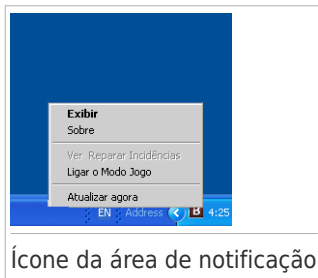 Exibir
Sobre
Ver Reparar Incidências
Ligar o Modo Jogo
Atualizar agora
EN Address B 4:25
Ícone da área de notificação